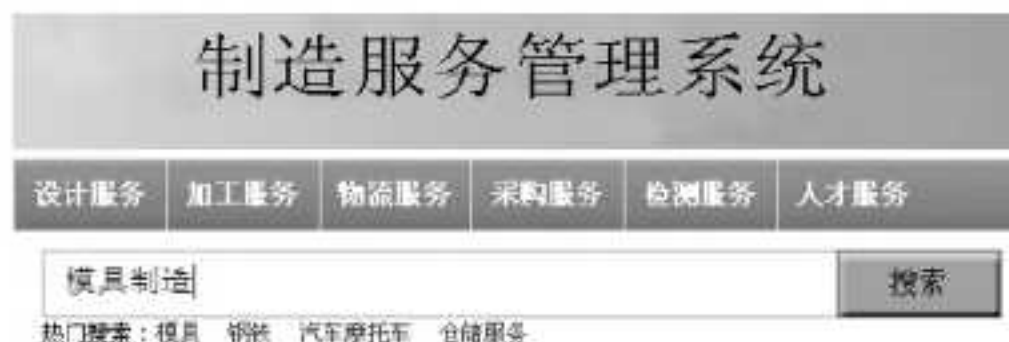 制造服务管理系统
设计服务 加工服务 物流服务 采购服务 检测服务 人才服务
模具制造 搜索
热门搜索：模具 钢铁 汽车摩托车 仓储服务